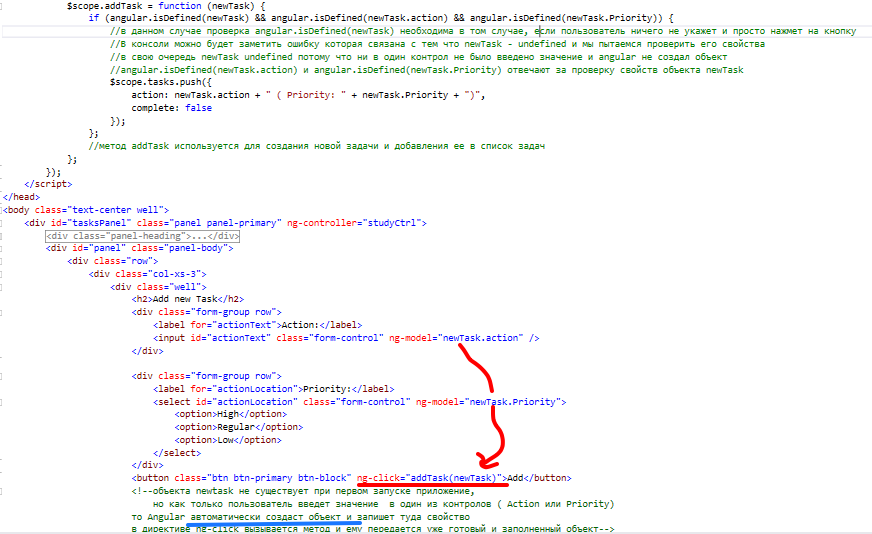 $scope.addTask = function (newTask) {
if (angular.isDefined(newTask) && angular.isDefined(newTask.action) && angular.isDefined(newTask.Priority)) {
//в данном случае проверка angular.isDefined(newTask) необходима в том случае, если пользователь ничего не укажет и просто нажмет на кнопку
//В консоли можно будет заметить ошибку которая связана с тем что newTask - undefined и мы пытаемся проверить его свойства
//в свою очередь newTask undefined потому что ни в один контрол не было введено значение и angular не создал объект
//angular.isDefined(newTask.action) и angular.isDefined(newTask.Priority) отвечают за проверку свойств объекта newTask
$scope.tasks.push({
action: newTask.action + " ( Priority: " + newTask.Priority + ")",
complete: false
});
};
//метод addTask используется для создания новой задачи и добавления ее в список задач
};
});
</script>
</head>
<body class="text-center well">
<div id="tasksPanel" class="panel panel-primary" ng-controller="studyCtrl">
<div class="panel-heading">...</div>
<div id="panel" class="panel-body">
<div class="row">
<div class="col-xs-3">
<div class="well">
<h2>Add new Task</h2>
<div class="form-group row">
<label for="actionText">Action:</label>
<input id="actionText" class="form-control" ng-model="newTask.action" />
</div>
<div class="form-group row">
<label for="actionLocation">Priority:</label>
<select id="actionLocation" class="form-control" ng-model="newTask.Priority">
<option>High</option>
<option>Regular</option>
<option>Low</option>
</select>
</div>
<button class="btn btn-primary btn-block" ng-click="addTask(newTask)">Add</button>
<!--объекта newtask не существует при первом запуске приложение,
но как только пользователь введет значение в один из контролов ( Action или Priority)
то Angular автоматически создаст объект и запишет туда свойство
в директиве ng-click вызывается метод и ему передается уже готовый и заполненный объект-->